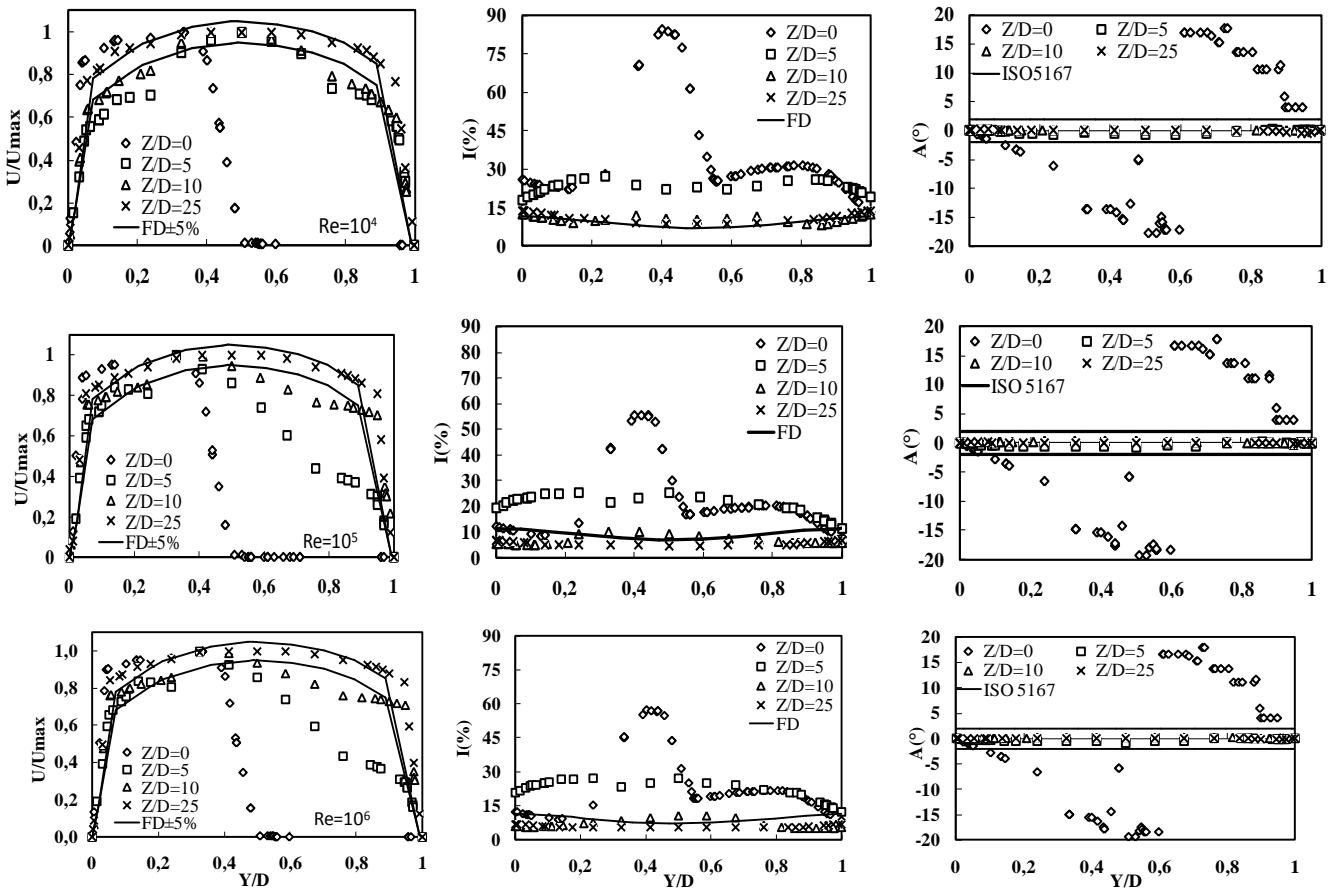 U/Umax
1
0,8
0,6
0,4
0,2
0
Z/D=0
Z/D=5
Z/D=10
Z/D=25
FD±5%
Re=10⁴
0 0,2 0,4 0,6 0,8 1
I(%)
90
75
60
45
30
15
0
Z/D=0
Z/D=5
Z/D=10
Z/D=25
FD
0 0,2 0,4 0,6 0,8 1
A(°)
20
15
10
5
0
-5
-10
-15
-20
Z/D=0 Z/D=5
Z/D=10 Z/D=25
ISO5167
0 0,2 0,4 0,6 0,8 1
U/Umax
1
0,8
0,6
0,4
0,2
0
Z/D=0
Z/D=5
Z/D=10
Z/D=25
FD±5%
Re=10⁵
0 0,2 0,4 0,6 0,8 1
I(%)
90
80
70
60
50
40
30
20
10
0
Z/D=0
Z/D=5
Z/D=10
Z/D=25
FD
0 0,2 0,4 0,6 0,8 1
A(°)
20
15
10
5
0
-5
-10
-15
-20
Z/D=0 Z/D=5
Z/D=10 Z/D=25
ISO 5167
0 0,2 0,4 0,6 0,8 1
U/Umax
1,0
0,8
0,6
0,4
0,2
0,0
Z/D=0
Z/D=5
Z/D=10
Z/D=25
FD±5%
Re=10⁶
0 0,2 0,4 0,6 0,8 1
Y/D
I(%)
90
75
60
45
30
15
0
Z/D=0
Z/D=5
Z/D=10
Z/D=25
FD
0 0,2 0,4 0,6 0,8 1
Y/D
A(°)
20
15
10
5
0
-5
-10
-15
-20
Z/D=0 Z/D=5
Z/D=10 Z/D=25
ISO 5167
0 0,2 0,4 0,6 0,8 1
Y/D